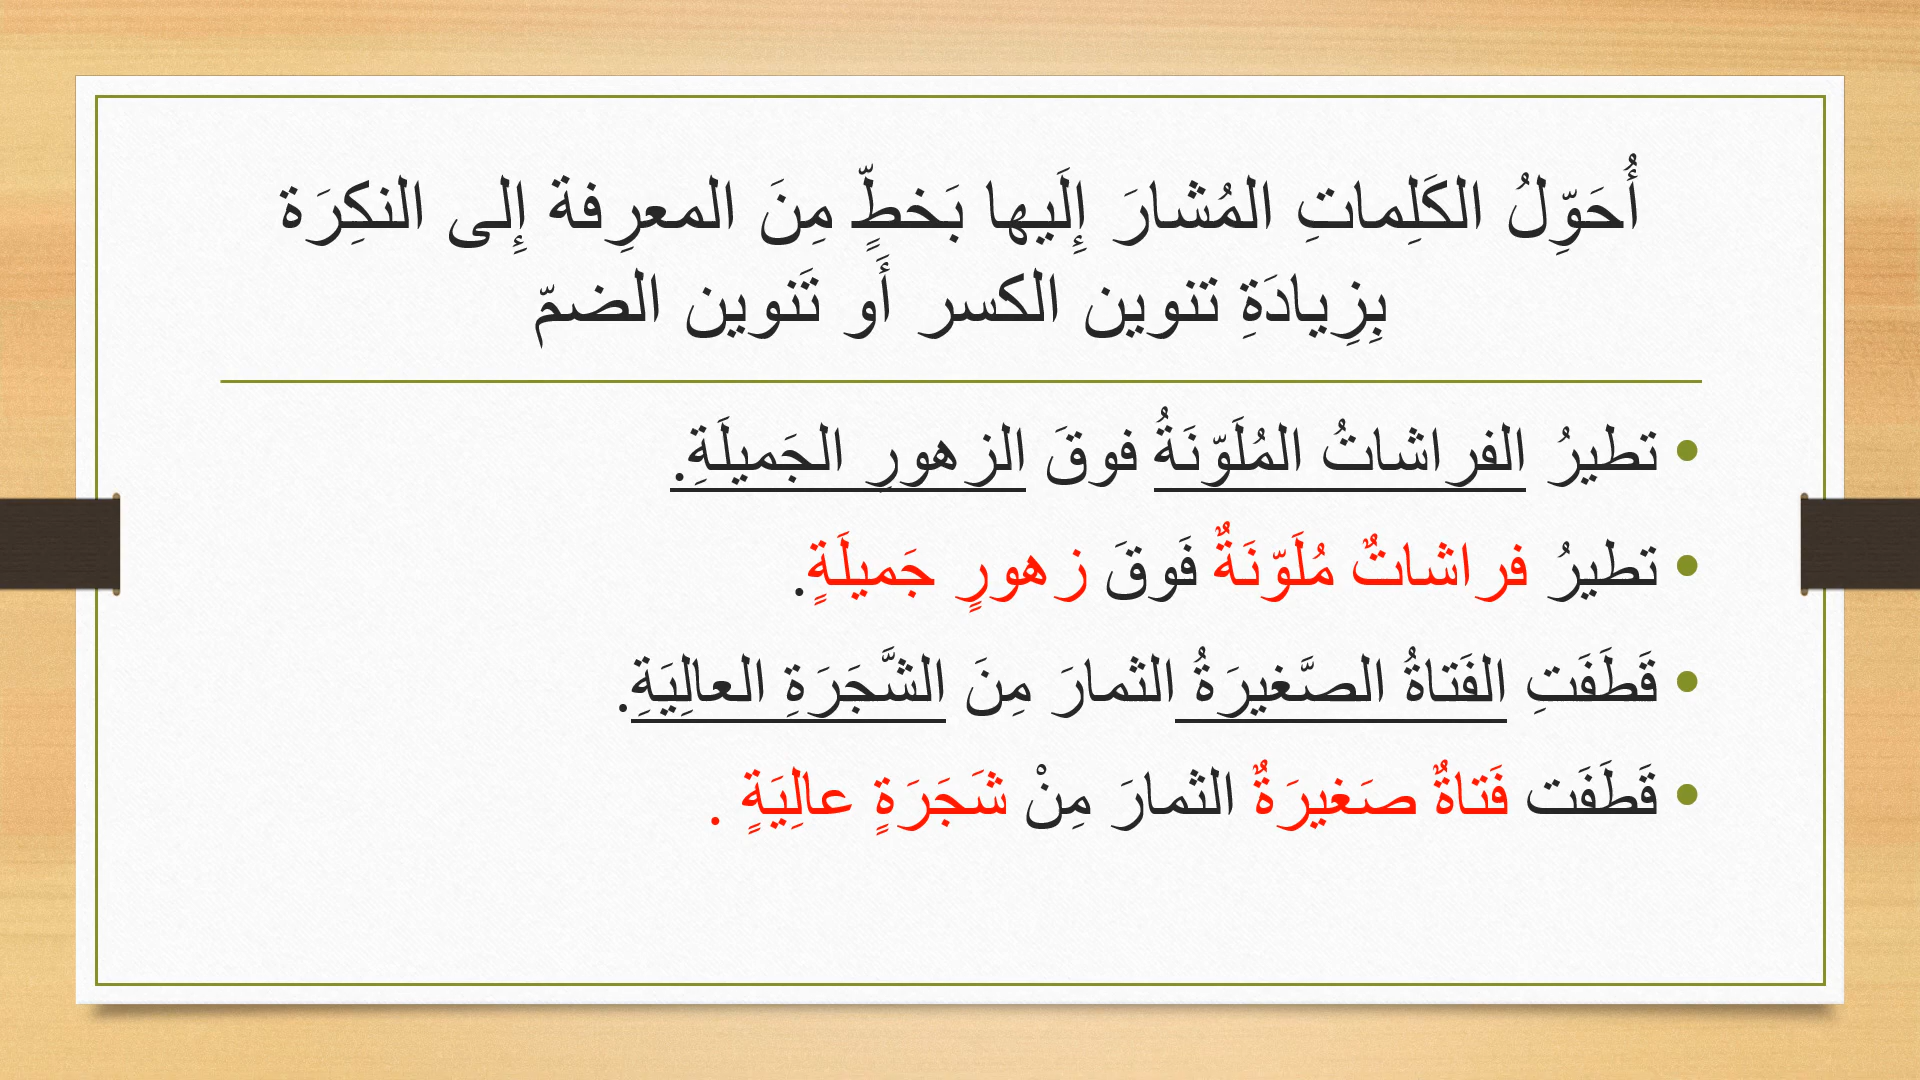 أُحَوِّلُ الكَلِماتِ المُشارَ إِلَيها بَخطٍّ مِنَ المعرِفة إِلى النكِرَة
بِزِيادَةِ تنوين الكسر أَو تَنوين الضمّ
• تطيرُ الفراشاتُ المُلَوّنَةُ فوقَ الزهورِ الجَميلَةِ.
• تطيرُ فراشاتٌ مُلَوّنَةٌ فَوقَ زهورٍ جَميلَةٍ.
• قَطَفَتِ الفَتاةُ الصَّغيرَةُ الثمارَ مِنَ الشَّجَرَةِ العالِيَةِ.
• قَطَفَت فَتاةٌ صَغيرَةٌ الثمارَ مِنْ شَجَرَةٍ عالِيَةٍ .